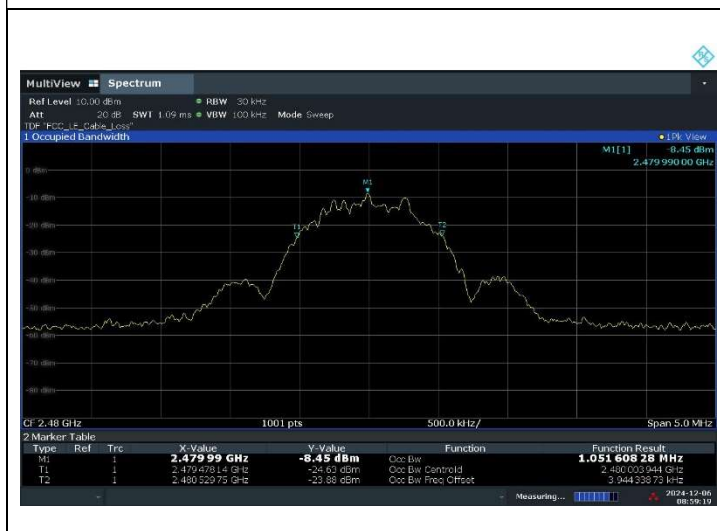 MultiView Spectrum
Ref Level 10.00 dBm RBW 30 kHz
Att 20 dB SWT 1.09 ms VBW 100 kHz Mode Sweep
TDF "FCC_LE_Cable_Loss"
1 Occupied Bandwidth 1Pk View
M1[1] -8.45 dBm
2.479 990 00 GHz
0 dBm
M1
-10 dBm
-20 dBm
T1 T2
-30 dBm
-40 dBm
-50 dBm
-60 dBm
-70 dBm
-80 dBm
CF 2.48 GHz 1001 pts 500.0 kHz/ Span 5.0 MHz
2 Marker Table
Type Ref Trc X-Value Y-Value Function Function Result
M1 1 2.479 99 GHz -8.45 dBm Occ Bw 1.051 608 28 MHz
T1 1 2.479 478 14 GHz -24.63 dBm Occ Bw Centroid 2.480 003 944 GHz
T2 1 2.480 529 75 GHz -23.88 dBm Occ Bw Freq Offset 3.944 338 73 kHz
Measuring... 2024-12-06
08:59:19